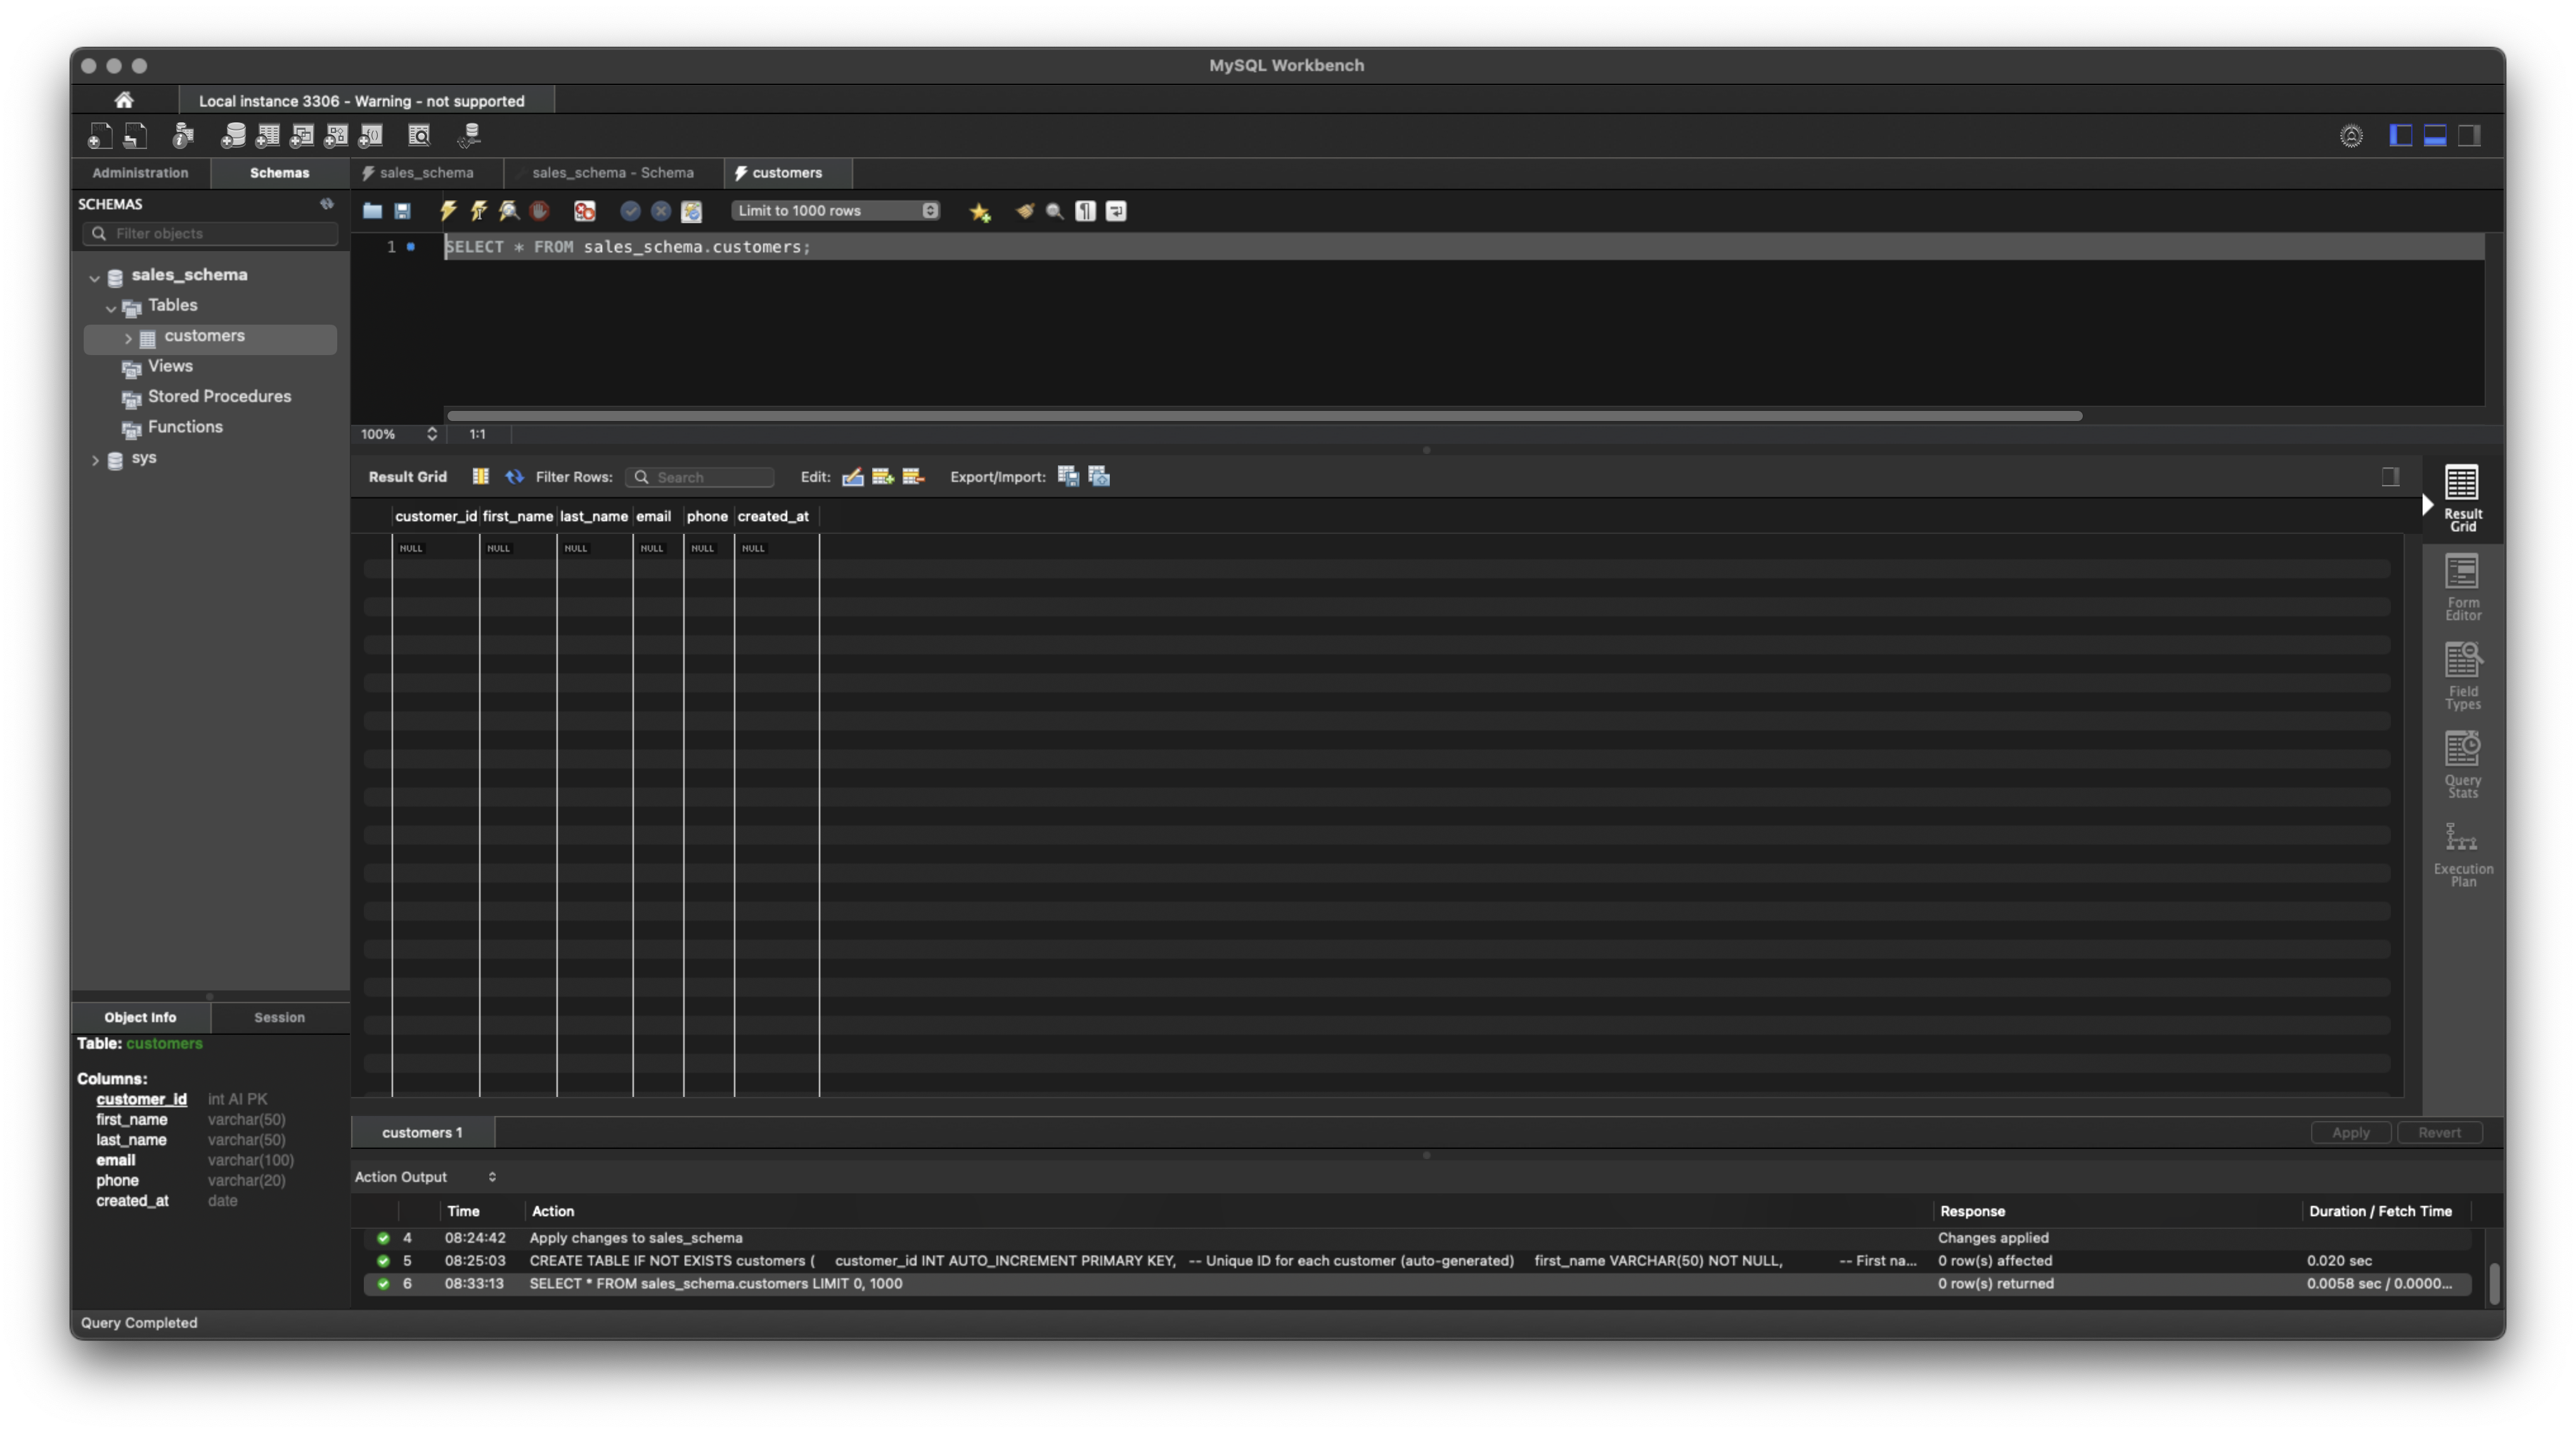 MySQL Workbench
Local instance 3306 - Warning - not supported
Administration
Schemas
sales_schema
sales_schema - Schema
customers
SCHEMAS
Filter objects
sales_schema
Tables
customers
Views
Stored Procedures
Functions
sys
Limit to 1000 rows
1
SELECT * FROM sales_schema.customers;
100%
1:1
Result Grid
Filter Rows:
Search
Edit:
Export/Import:
customer_id first_name last_name email phone created_at
NULL NULL NULL NULL NULL NULL
Result
Grid
Form
Editor
Field
Types
Query
Stats
Execution
Plan
Object Info
Session
Table: customers
Columns:
customer_id int AI PK
first_name varchar(50)
last_name varchar(50)
email varchar(100)
phone varchar(20)
created_at date
customers 1
Apply
Revert
Action Output
Time Action Response Duration / Fetch Time
4 08:24:42 Apply changes to sales_schema Changes applied
5 08:25:03 CREATE TABLE IF NOT EXISTS customers ( customer_id INT AUTO_INCREMENT PRIMARY KEY, -- Unique ID for each customer (auto-generated) first_name VARCHAR(50) NOT NULL, -- First na... 0 row(s) affected 0.020 sec
6 08:33:13 SELECT * FROM sales_schema.customers LIMIT 0, 1000 0 row(s) returned 0.0058 sec / 0.0000...
Query Completed